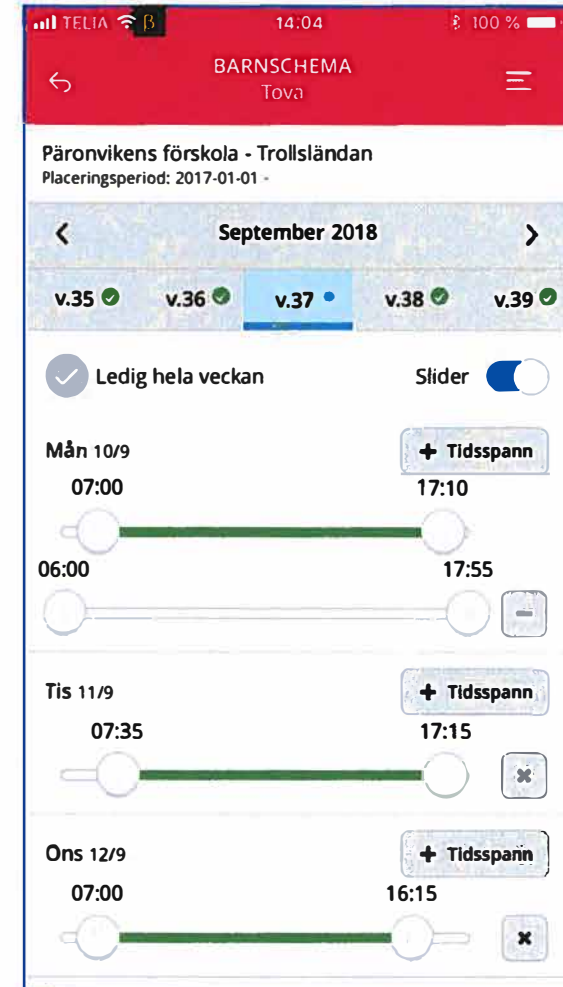 TELIA β 14:04 100 %
BARNSCHEMA
Tova
Päronvikens förskola - Trollsländan
Placeringsperiod: 2017-01-01 -
September 2018
v.35 v.36 v.37 v.38 v.39
Ledig hela veckan Slider
Mån 10/9 + Tidsspann
07:00 17:10
06:00 17:55
Tis 11/9 + Tidsspann
07:35 17:15
Ons 12/9 + Tidsspann
07:00 16:15